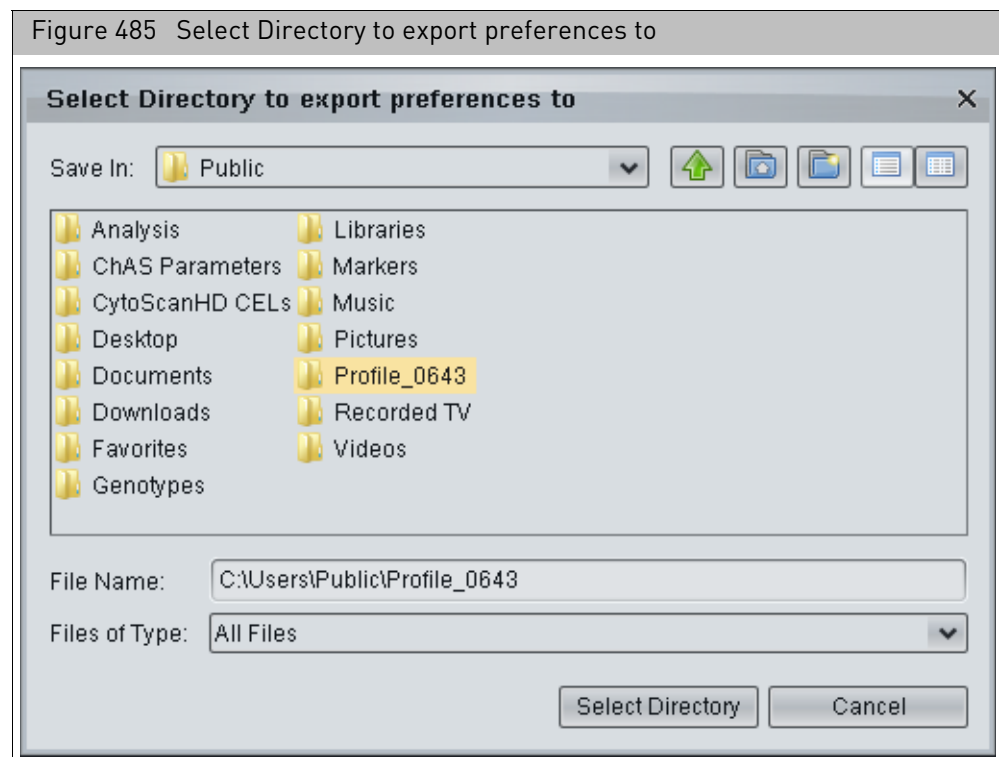 Figure 485 Select Directory to export preferences to
Select Directory to export preferences to
Save In: Public
Analysis
ChAS Parameters
CytoScanHD CELs
Desktop
Documents
Downloads
Favorites
Genotypes
Libraries
Markers
Music
Pictures
Profile_0643
Recorded TV
Videos
File Name: C:\Users\Public\Profile_0643
Files of Type: All Files
Select Directory Cancel